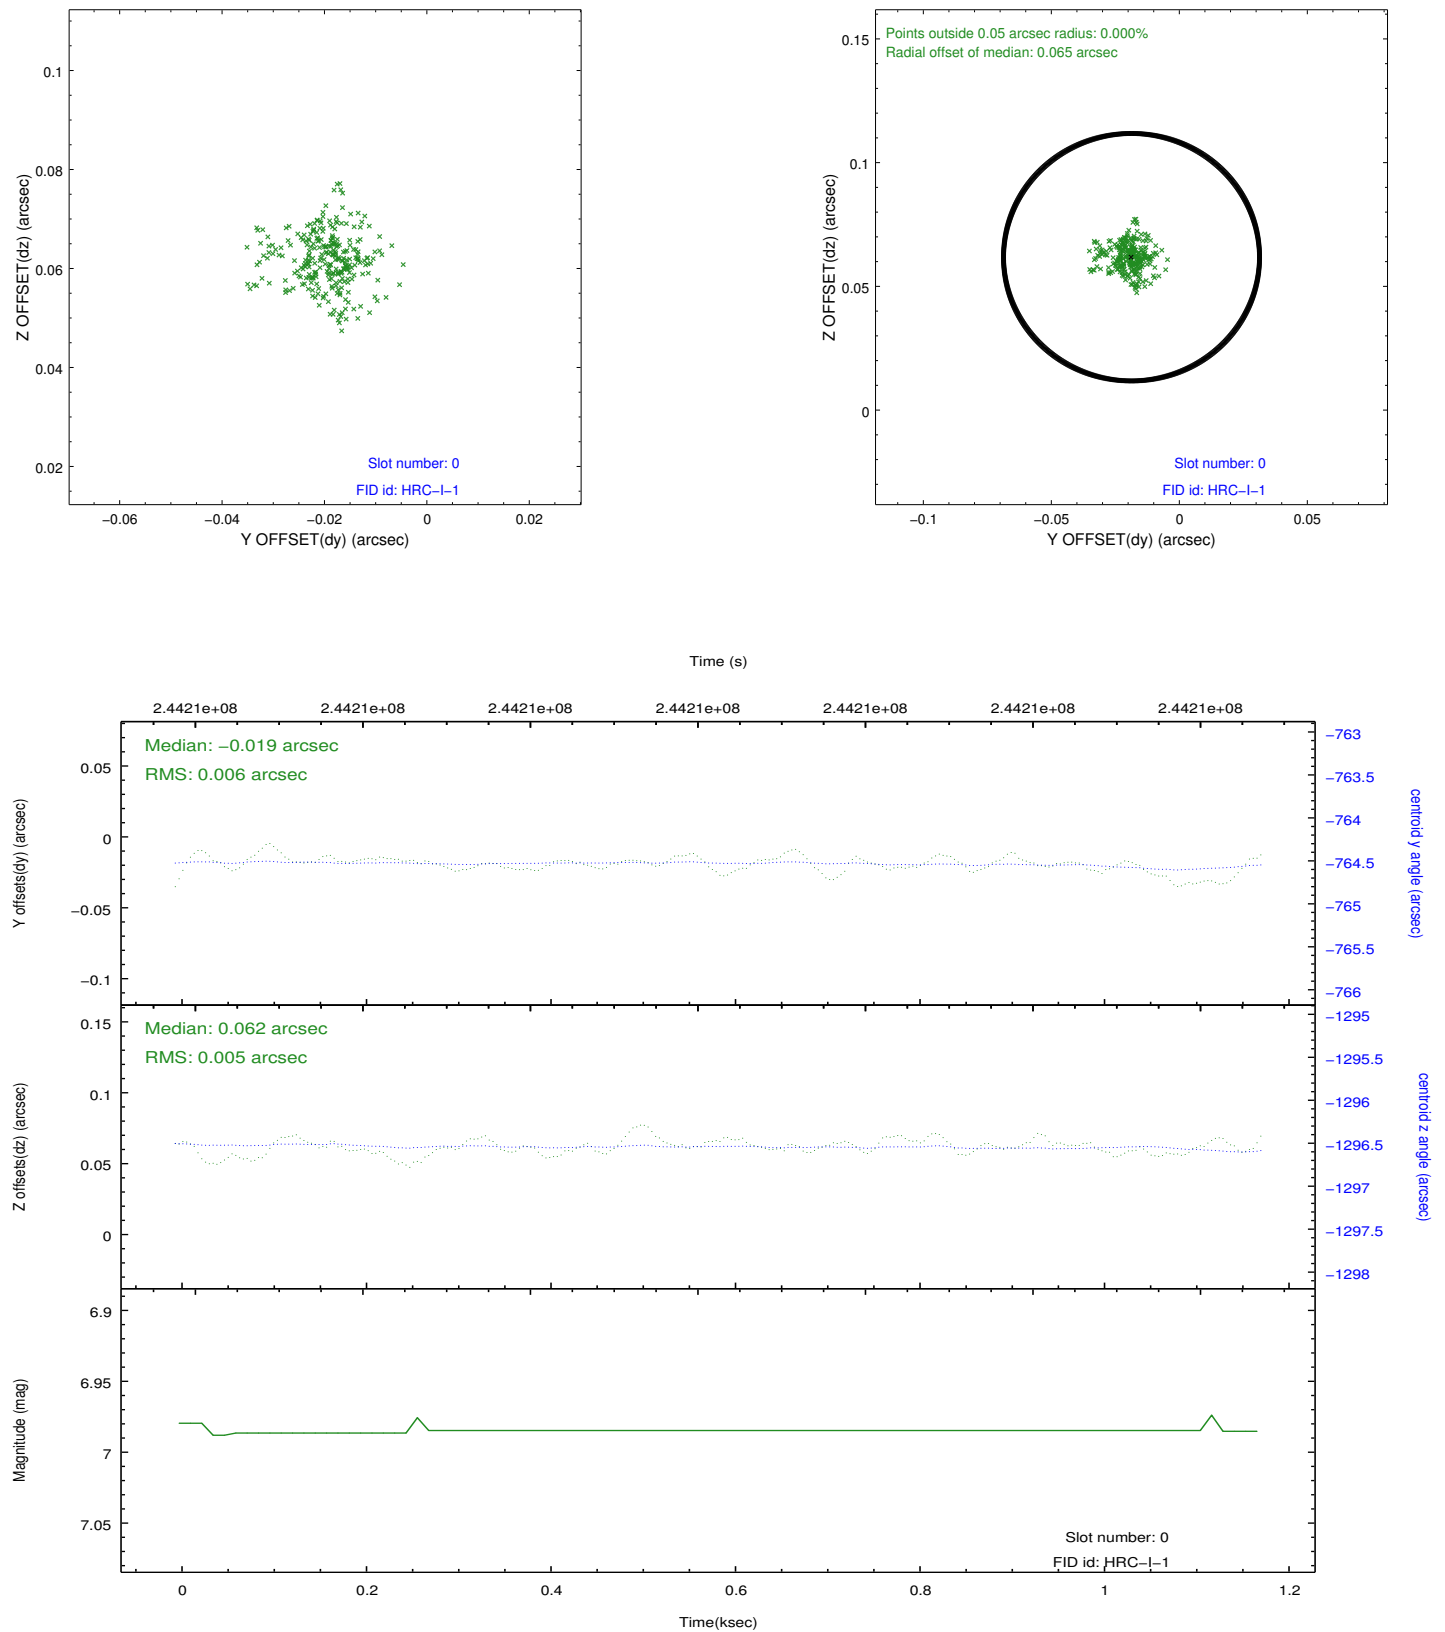 0.1
0.08
0.06
0.04
0.02
Z OFFSET(dz) (arcsec)
Slot number: 0
FID id: HRC−I−1
−0.06 −0.04 −0.02 0 0.02
Y OFFSET(dy) (arcsec)
Points outside 0.05 arcsec radius: 0.000%
Radial offset of median: 0.065 arcsec
0.15
0.1
0.05
0
Z OFFSET(dz) (arcsec)
Slot number: 0
FID id: HRC−I−1
−0.1 −0.05 0 0.05
Y OFFSET(dy) (arcsec)
Time (s)
2.4421e+08 2.4421e+08 2.4421e+08 2.4421e+08 2.4421e+08 2.4421e+08 2.4421e+08
Median: −0.019 arcsec
RMS: 0.006 arcsec
0.05
0
−0.05
−0.1
Y offsets(dy) (arcsec)
−763
−763.5
−764
−764.5
−765
−765.5
−766
centroid y angle (arcsec)
Median: 0.062 arcsec
RMS: 0.005 arcsec
0.15
0.1
0.05
0
Z offsets(dz) (arcsec)
−1295
−1295.5
−1296
−1296.5
−1297
−1297.5
−1298
centroid z angle (arcsec)
6.9
6.95
7
7.05
Magnitude (mag)
Slot number: 0
FID id: HRC−I−1
0 0.2 0.4 0.6 0.8 1 1.2
Time(ksec)